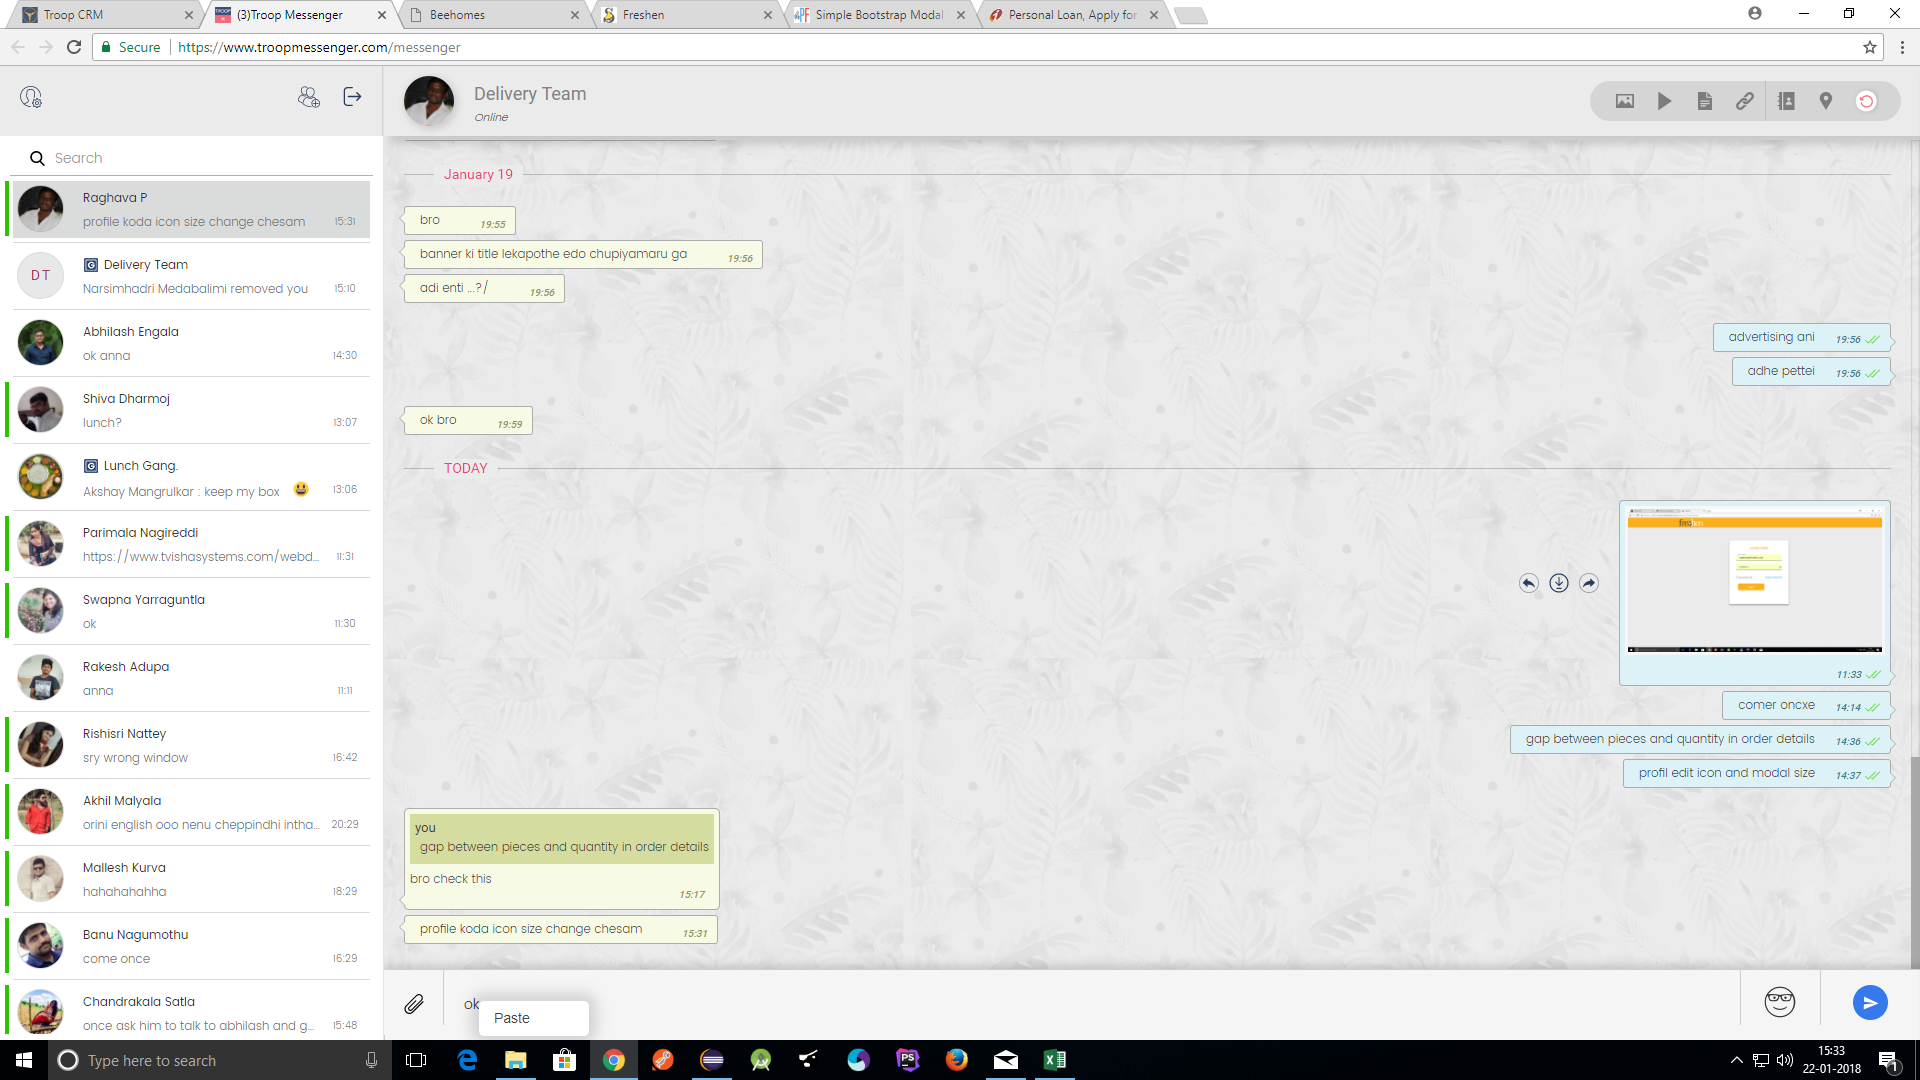 Troop CRM
(3)Troop Messenger
Beehomes
Freshen
Simple Bootstrap Modal
Personal Loan, Apply for
Secure
https://www.troopmessenger.com/messenger
Delivery Team
Online
Search
Raghava P
profile koda icon size change chesam 15:31
DT
G Delivery Team
Narsimhadri Medabalimi removed you 15:10
Abhilash Engala
ok anna 14:30
Shiva Dharmoj
lunch? 13:07
G Lunch Gang.
Akshay Mangrulkar : keep my box 13:06
Parimala Nagireddi
https://www.tvishasystems.com/webd... 11:31
Swapna Yarraguntla
ok 11:30
Rakesh Adupa
anna 11:11
Rishisri Nattey
sry wrong window 16:42
Akhil Malyala
orini english ooo nenu cheppindhi intha... 20:29
Mallesh Kurva
hahahahahha 18:29
Banu Nagumothu
come once 16:29
Chandrakala Satla
once ask him to talk to abhilash and g... 15:48
January 19
bro 19:55
banner ki title lekapothe edo chupiyamaru ga 19:56
adi enti ...?/ 19:56
advertising ani 19:56
adhe pettei 19:56
ok bro 19:59
TODAY
11:33
comer oncxe 14:14
gap between pieces and quantity in order details 14:36
profil edit icon and modal size 14:37
you
gap between pieces and quantity in order details
bro check this
15:17
profile koda icon size change chesam 15:31
ok
Paste
Type here to search
PS
15:33
22-01-2018
1